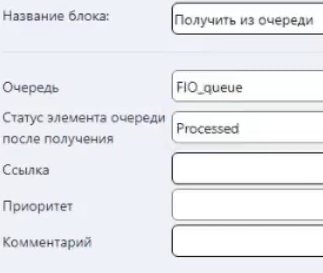 Название блока: Получить из очереди
Очередь FIO_queue
Статус элемента очереди
после получения Processed
Ссылка
Приоритет
Комментарий